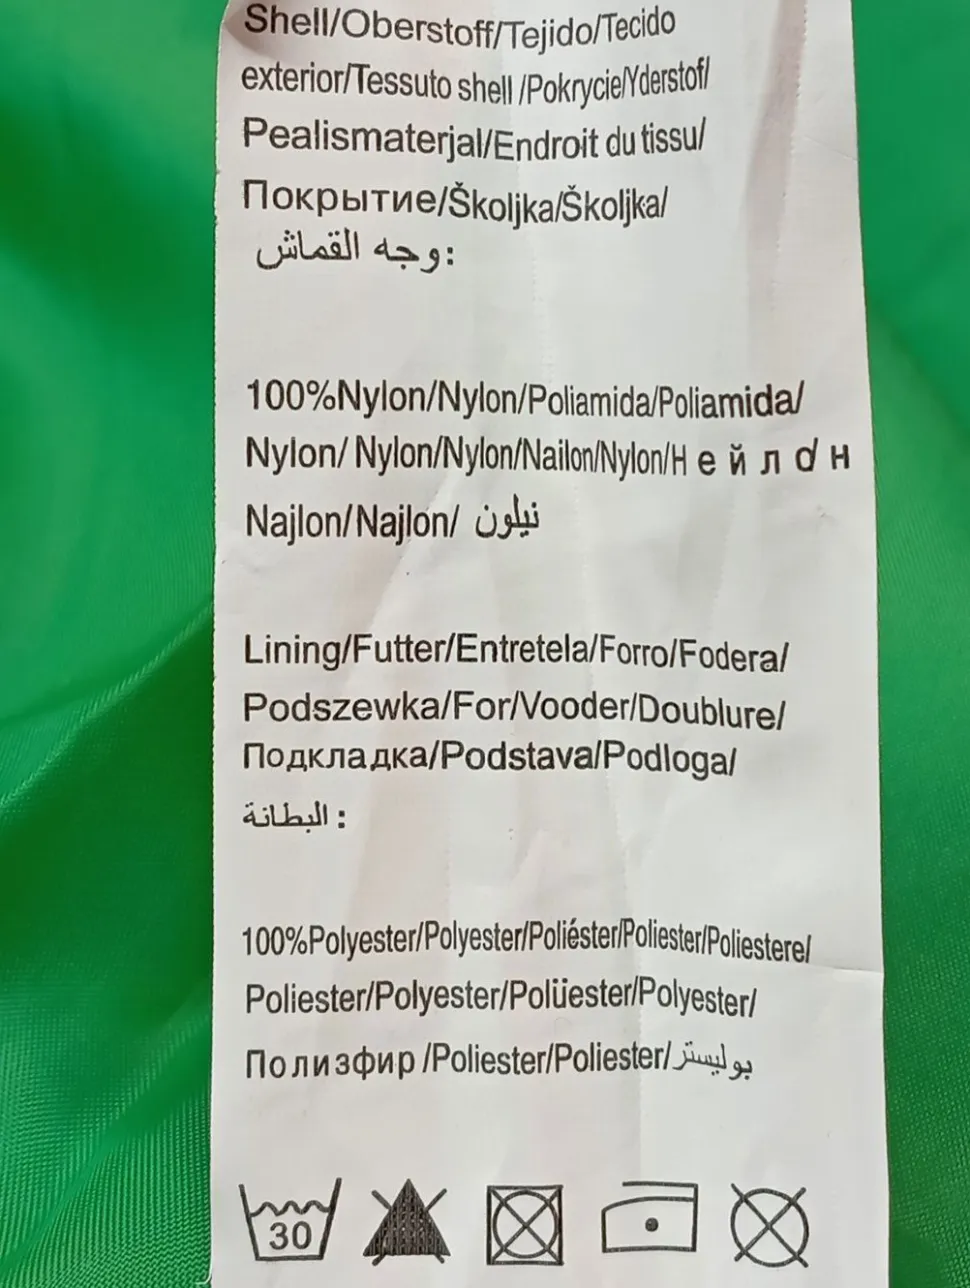 Shell/Oberstoff/Tejido/Tecido
exterior/Tessuto shell /Pokrycie/Yderstof/
Pealismaterjal/Endroit du tissu/
Покрытие/Školjka/Školjka/
وجه القماش:
100%Nylon/Nylon/Poliamida/Poliamida/
Nylon/ Nylon/Nylon/Nailon/Nylon/Н е й л о н
Najlon/Najlon/ نيلون
Lining/Futter/Entretela/Forro/Fodera/
Podszewka/For/Vooder/Doublure/
Подкладка/Podstava/Podloga/
البطانة :
100%Polyester/Polyester/Poliéster/Poliester/Poliestere/
Poliester/Polyester/Polüester/Polyester/
Полизфир /Poliester/Poliester/بوليستر
30